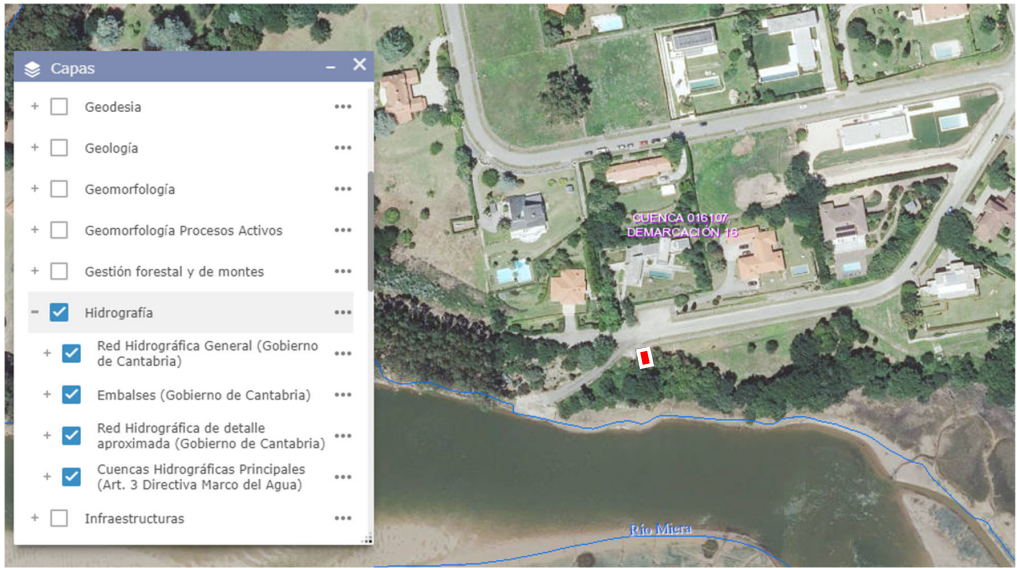 Capas
Geodesia
Geología
Geomorfología
Geomorfología Procesos Activos
Gestión forestal y de montes
Hidrografía
Red Hidrográfica General (Gobierno
de Cantabria)
Embalses (Gobierno de Cantabria)
Red Hidrográfica de detalle
aproximada (Gobierno de Cantabria)
Cuencas Hidrográficas Principales
(Art. 3 Directiva Marco del Agua)
Infraestructuras
CUENCA 016107,
DEMARCACIÓN 16
Río Miera